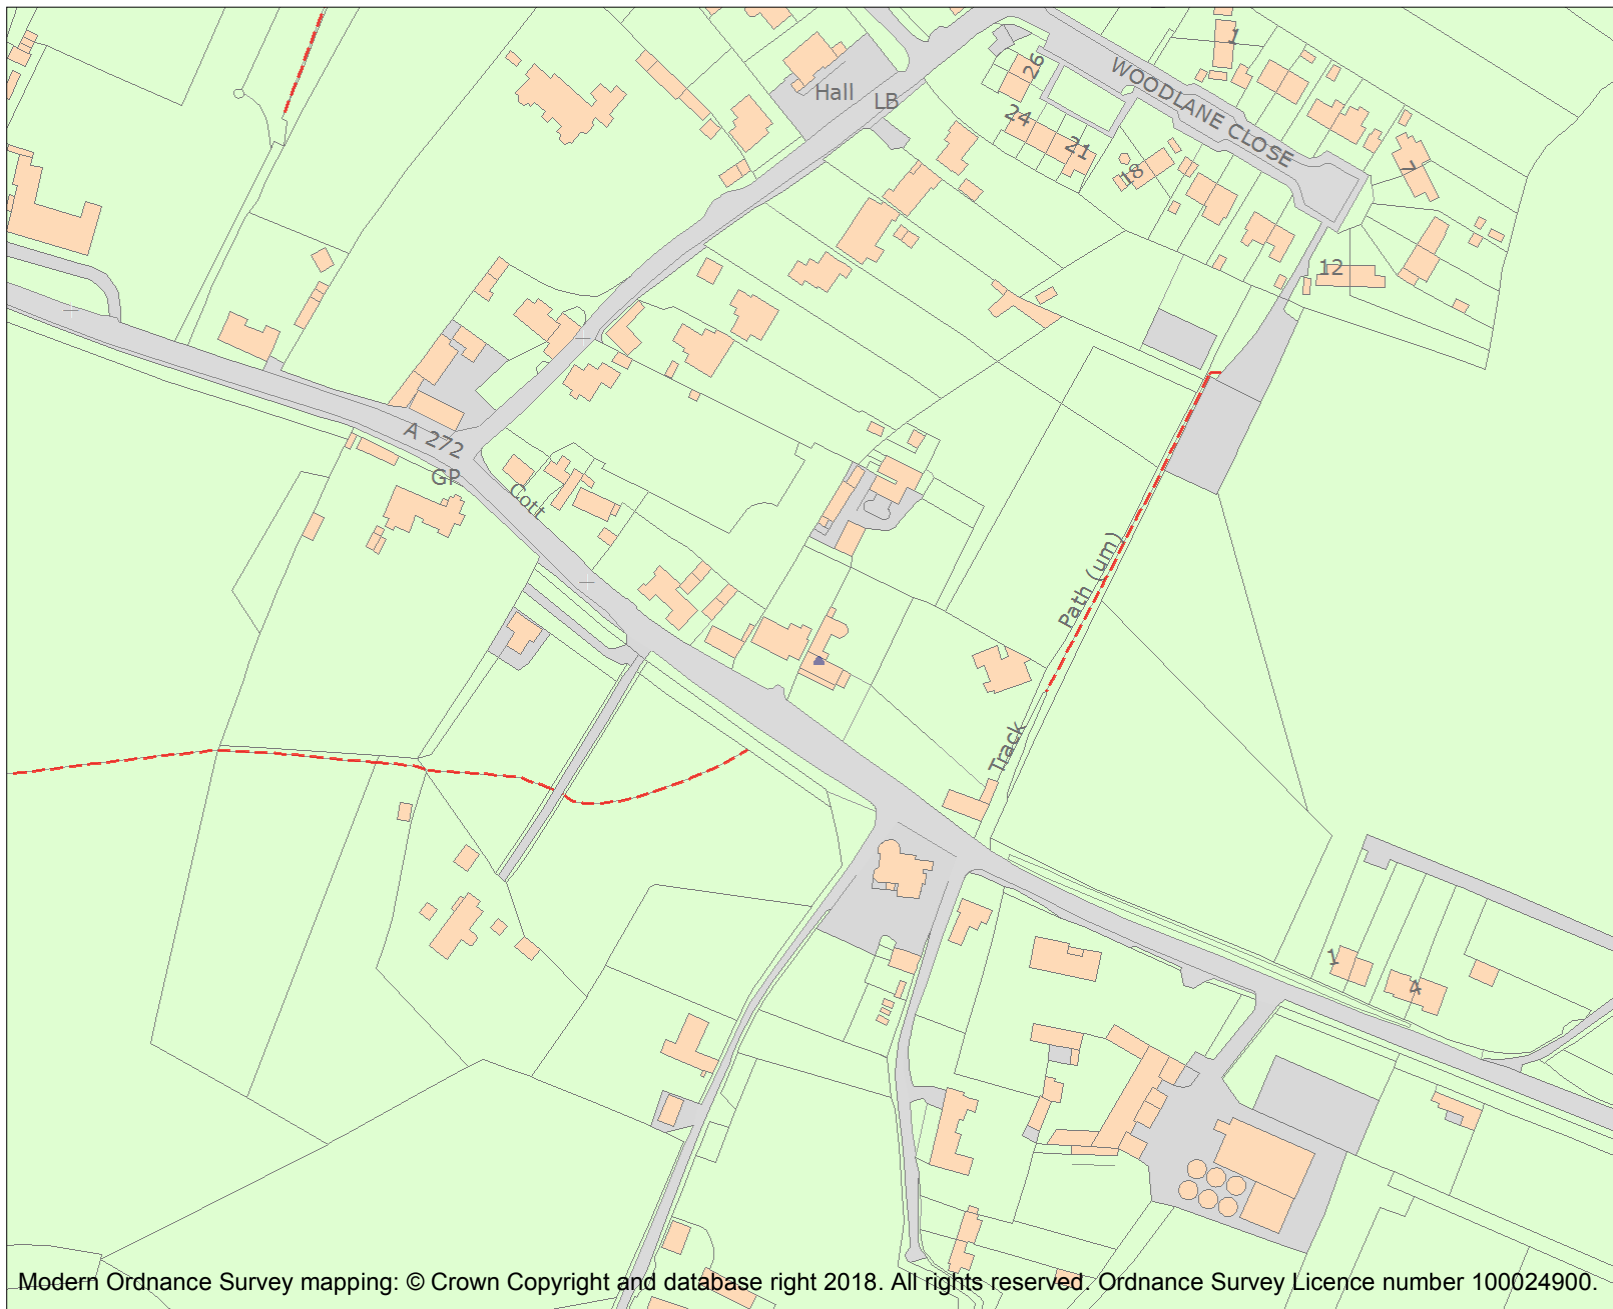 1
26
WOODLANE CLOSE
Hall
LB
24
21
18
7
12
A 272
GP
Cott
Path (um)
Track
1
4
Modern Ordnance Survey mapping: © Crown Copyright and database right 2018. All rights reserved. Ordnance Survey Licence number 100024900.